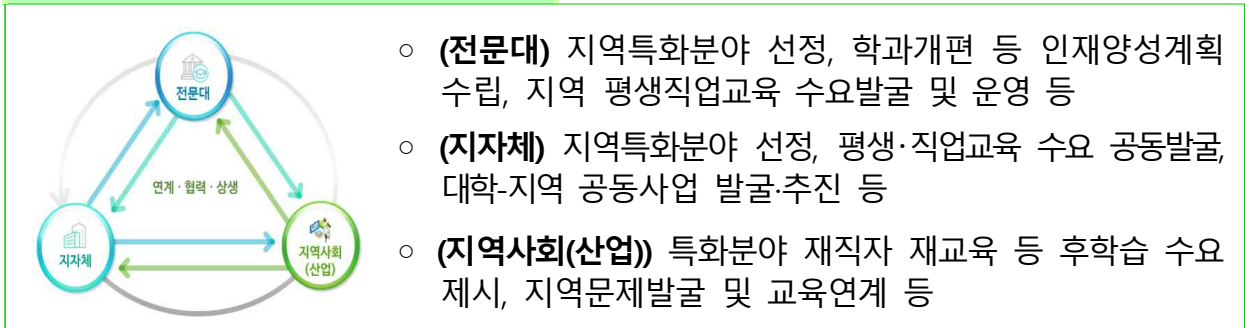 전문대
연계·협력·상생
지자체
지역사회
(산업)
○ (전문대) 지역특화분야 선정, 학과개편 등 인재양성계획
수립, 지역 평생직업교육 수요발굴 및 운영 등
○ (지자체) 지역특화분야 선정, 평생·직업교육 수요 공동발굴,
대학-지역 공동사업 발굴·추진 등
○ (지역사회(산업)) 특화분야 재직자 재교육 등 후학습 수요
제시, 지역문제발굴 및 교육연계 등